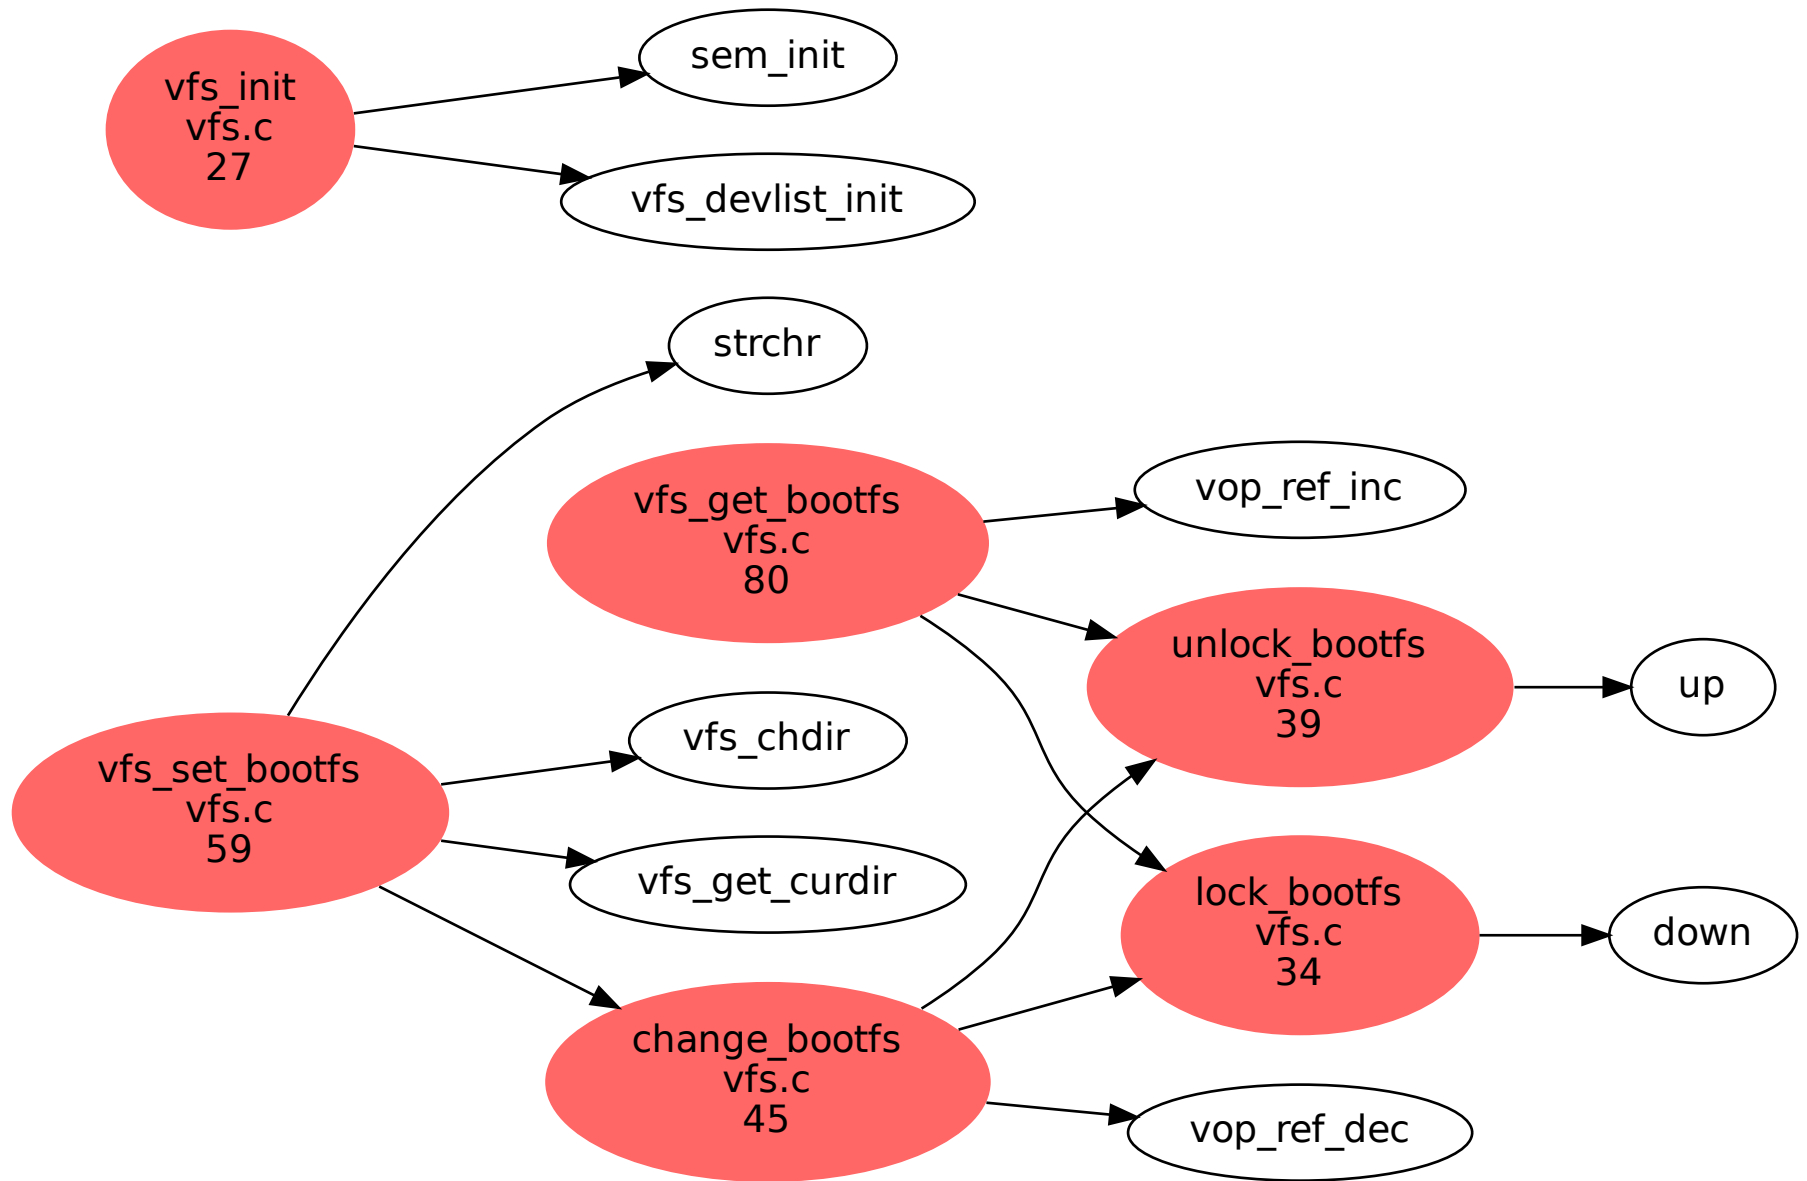 vfs_init
vfs.c
27
sem_init
vfs_devlist_init
strchr
vfs_get_bootfs
vfs.c
80
vop_ref_inc
unlock_bootfs
vfs.c
39
up
vfs_set_bootfs
vfs.c
59
vfs_chdir
vfs_get_curdir
lock_bootfs
vfs.c
34
down
change_bootfs
vfs.c
45
vop_ref_dec